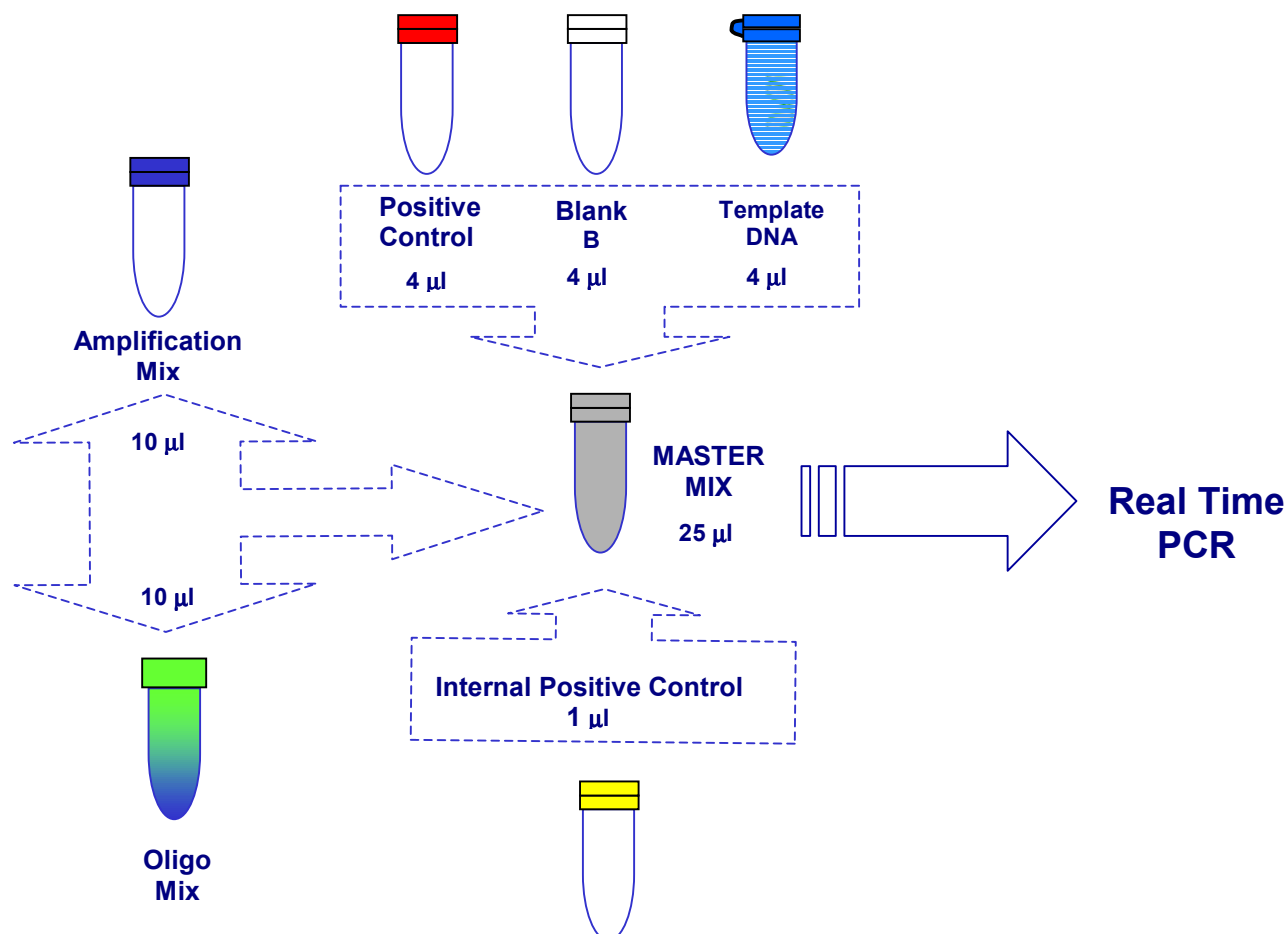 Positive
Control
4 µl
Blank
B
4 µl
Template
DNA
4 µl
Amplification
Mix
10 µl
MASTER
MIX
25 µl
Real Time
PCR
10 µl
Oligo
Mix
Internal Positive Control
1 µl